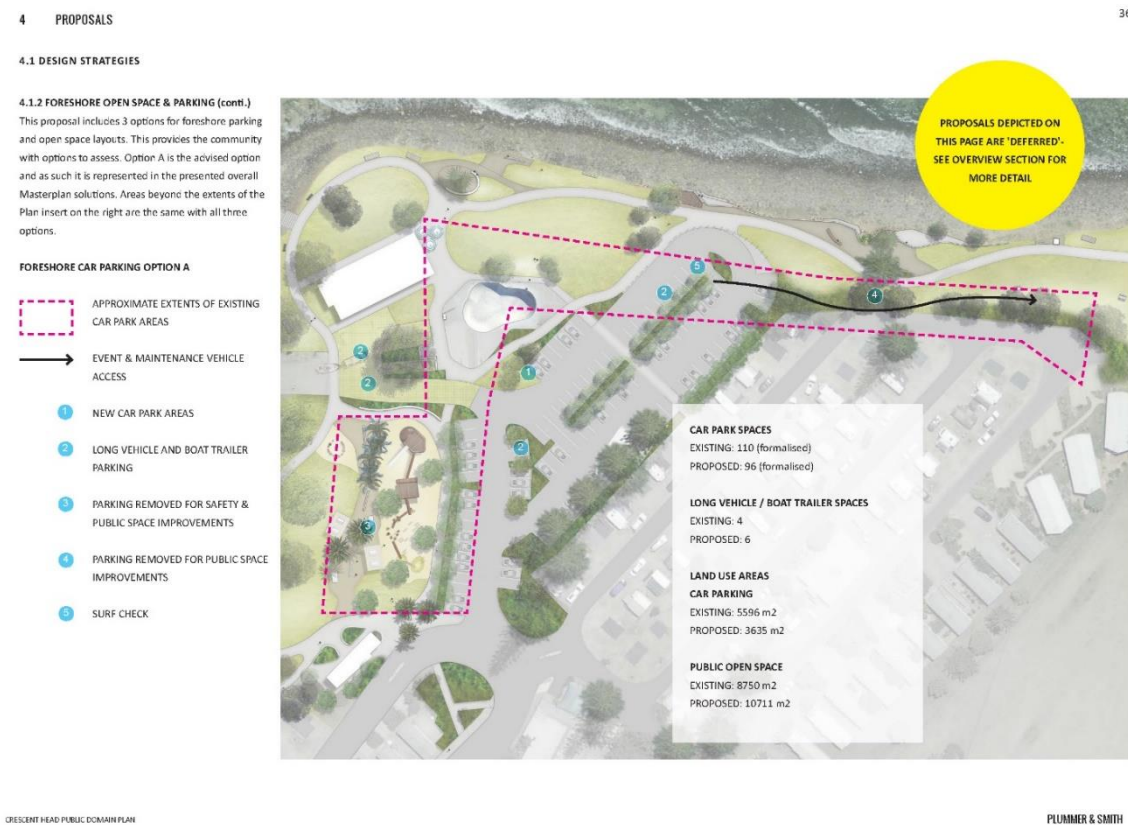 4 PROPOSALS
36
4.1 DESIGN STRATEGIES
4.1.2 FORESHORE OPEN SPACE & PARKING (conti.)
This proposal includes 3 options for foreshore parking
and open space layouts. This provides the community
with options to assess. Option A is the advised option
and as such it is represented in the presented overall
Masterplan solutions. Areas beyond the extents of the
Plan insert on the right are the same with all three
options.
FORESHORE CAR PARKING OPTION A
APPROXIMATE EXTENTS OF EXISTING
CAR PARK AREAS
EVENT & MAINTENANCE VEHICLE
ACCESS
1 NEW CAR PARK AREAS
2 LONG VEHICLE AND BOAT TRAILER
PARKING
3 PARKING REMOVED FOR SAFETY &
PUBLIC SPACE IMPROVEMENTS
4 PARKING REMOVED FOR PUBLIC SPACE
IMPROVEMENTS
5 SURF CHECK
PROPOSALS DEPICTED ON
THIS PAGE ARE 'DEFERRED'-
SEE OVERVIEW SECTION FOR
MORE DETAIL
5
2
4
2
2
1
2
3
CAR PARK SPACES
EXISTING: 110 (formalised)
PROPOSED: 96 (formalised)
LONG VEHICLE / BOAT TRAILER SPACES
EXISTING: 4
PROPOSED: 6
LAND USE AREAS
CAR PARKING
EXISTING: 5596 m2
PROPOSED: 3635 m2
PUBLIC OPEN SPACE
EXISTING: 8750 m2
PROPOSED: 10711 m2
CRESCENT HEAD PUBLIC DOMAIN PLAN
PLUMMER & SMITH